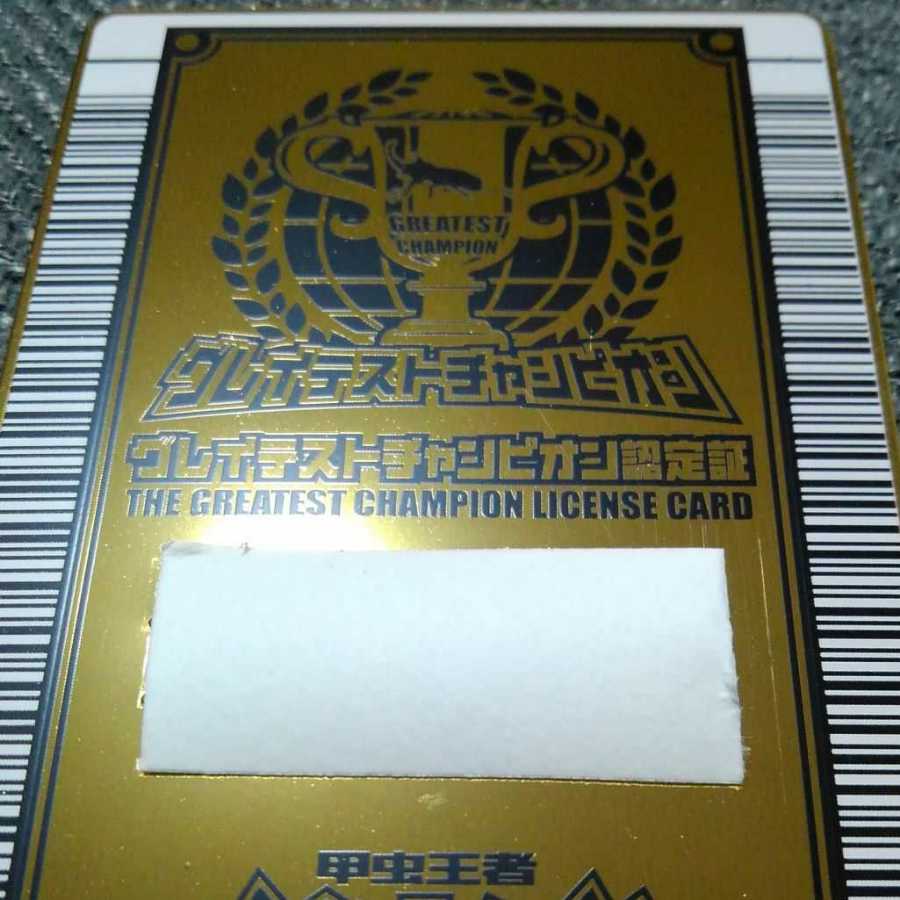 GREATEST
CHAMPION
グレイテストチャンピオン
グレイテストチャンピオン認定証
THE GREATEST CHAMPION LICENSE CARD
甲虫王者